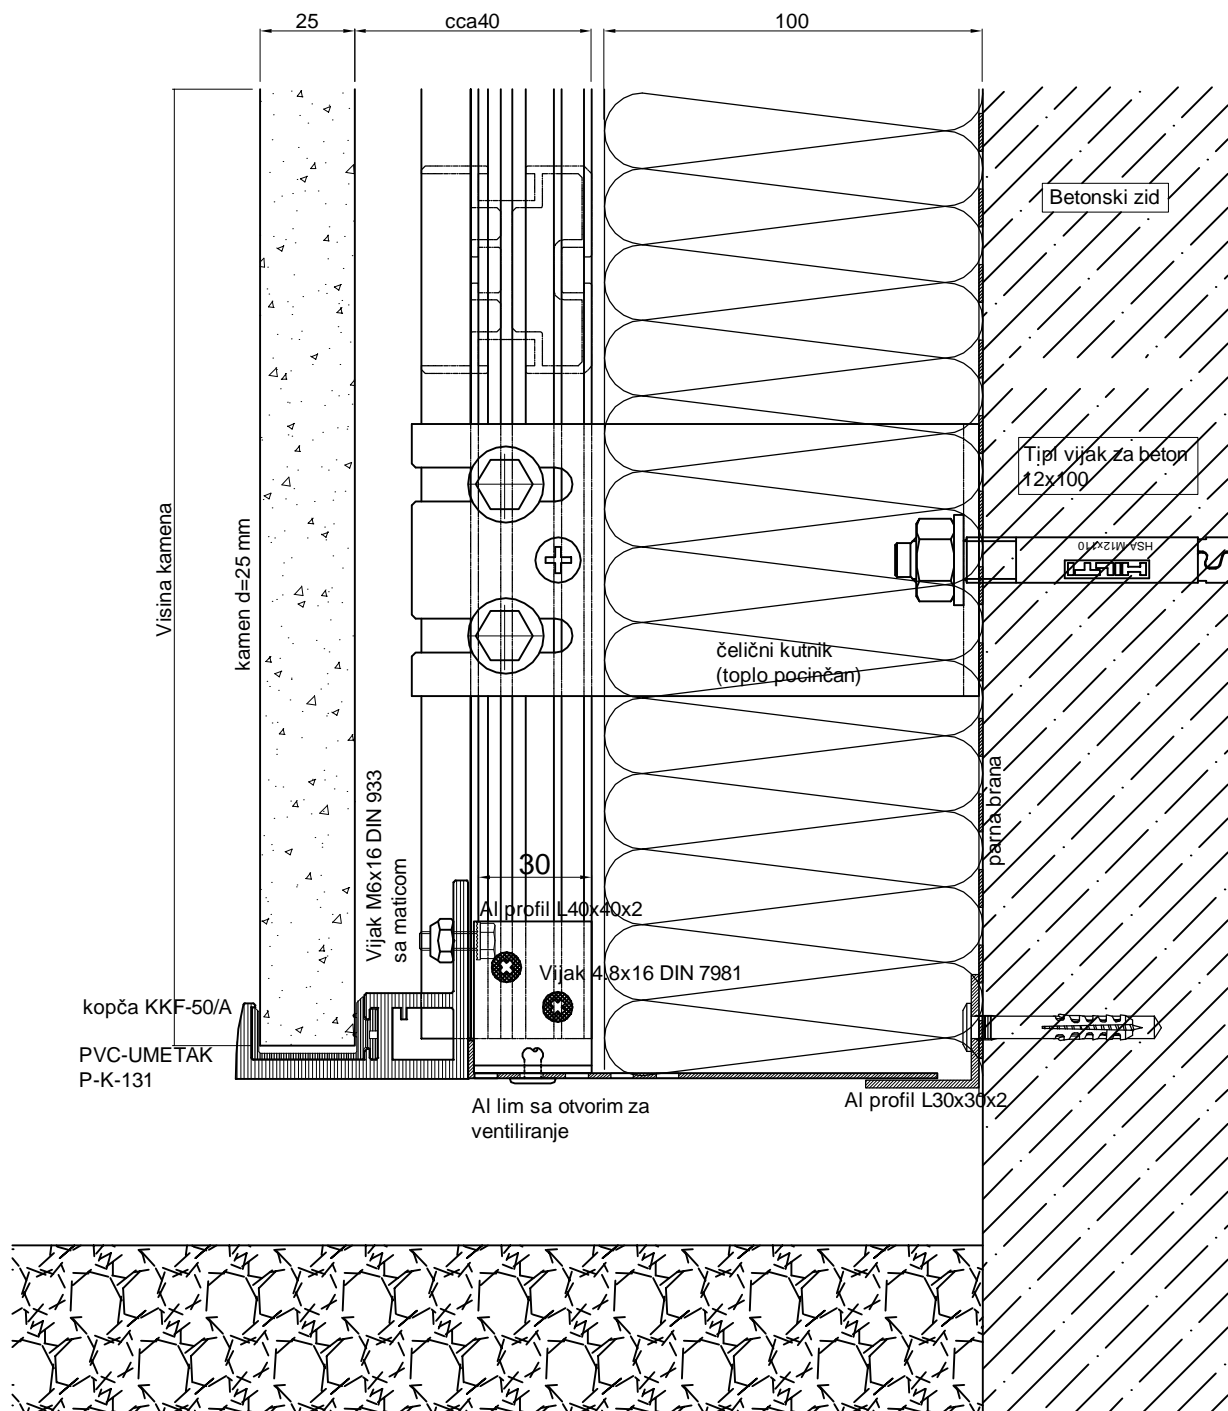 25
cca40
100
Betonski zid
Tipl vijak za beton
12x100
HSA M12x110
HILTI
Visina kamena
kamen d=25 mm
čelični kutnik
(toplo pocinčan)
parna brana
Vijak M6x16 DIN 933
sa maticom
30
Al profil L40x40x2
Vijak 4.8x16 DIN 7981
kopča KKF-50/A
PVC-UMETAK
P-K-131
Al lim sa otvorim za
ventiliranje
Al profil L30x30x2